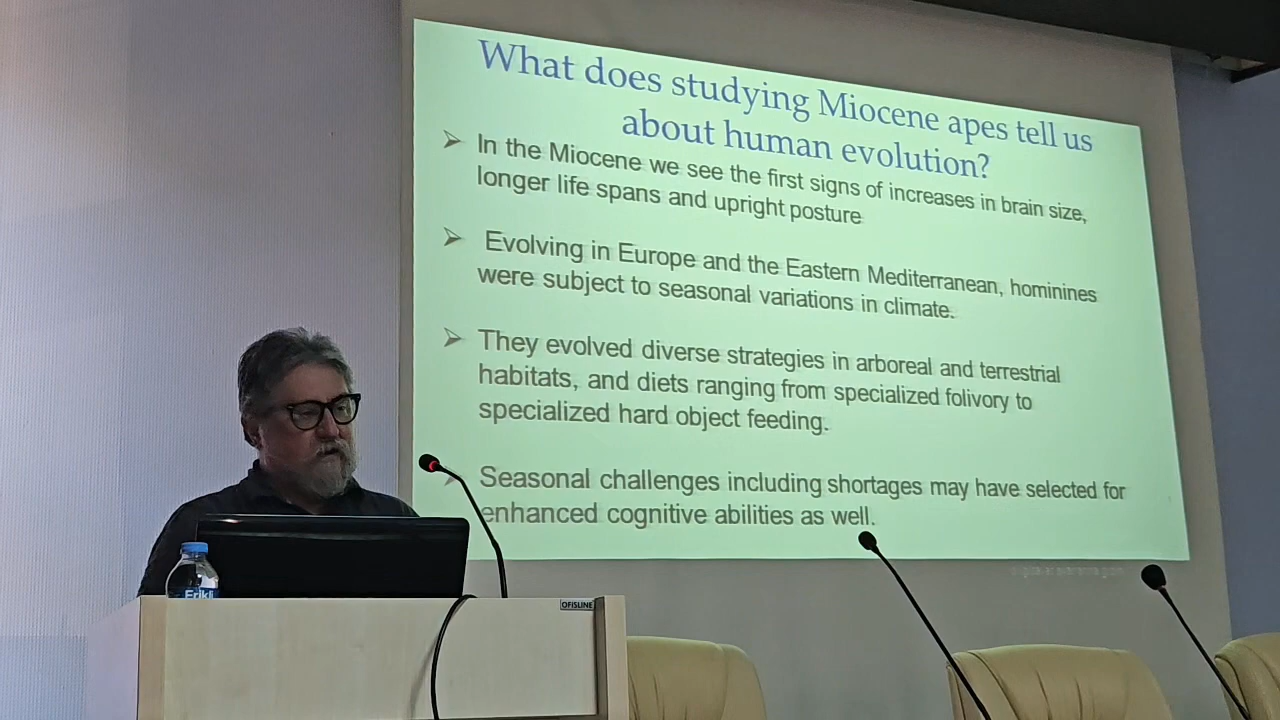 What does studying Miocene apes tell us
about human evolution?
In the Miocene we see the first signs of increases in brain size,
longer life spans and upright posture
Evolving in Europe and the Eastern Mediterranean, hominines
were subject to seasonal variations in climate.
They evolved diverse strategies in arboreal and terrestrial
habitats, and diets ranging from specialized folivory to
specialized hard object feeding.
Seasonal challenges including shortages may have selected for
enhanced cognitive abilities as well.
Erikli
OFISLINE